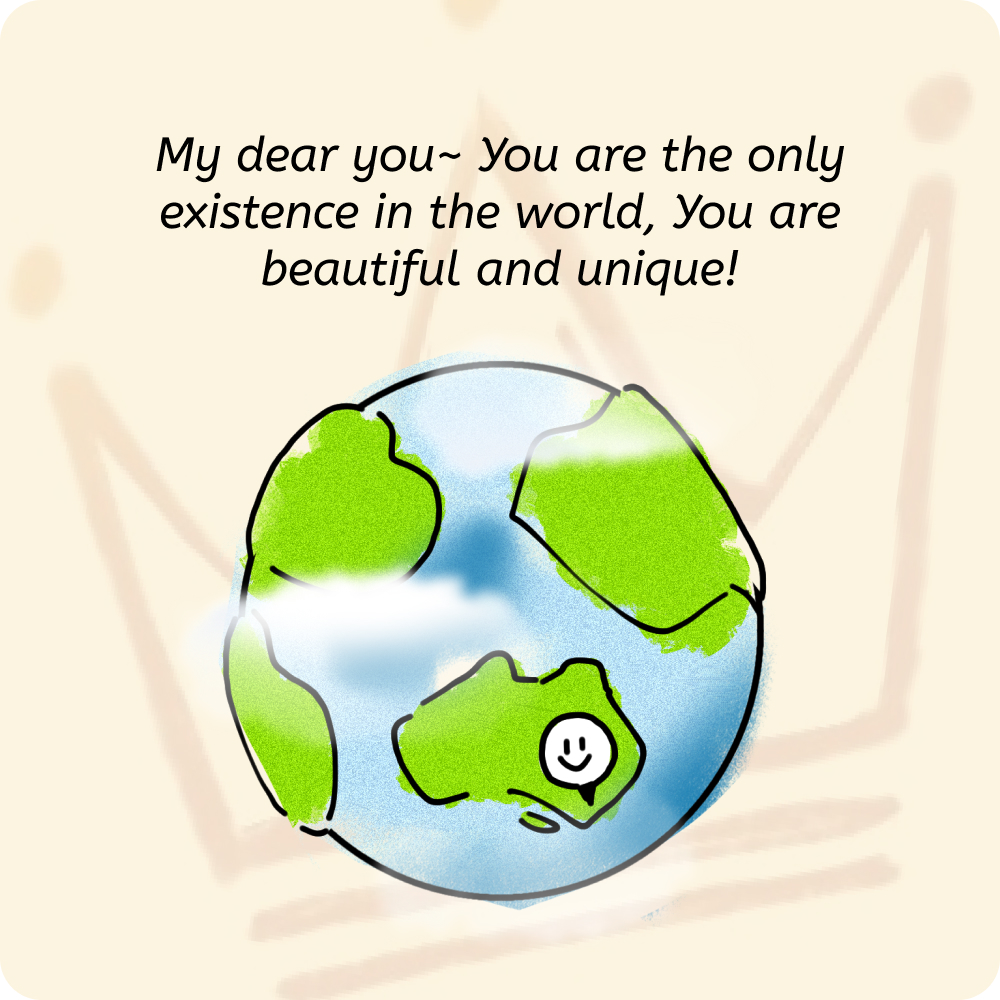 My dear you~ You are the only
existence in the world, You are
beautiful and unique!